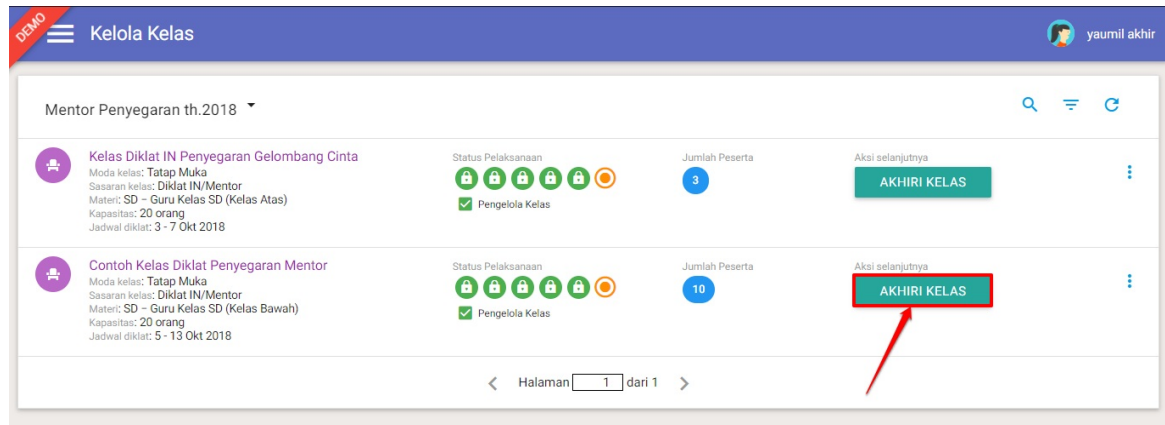 DEMO
Kelola Kelas
yaumil akhir
Mentor Penyegaran th.2018
Kelas Diklat IN Penyegaran Gelombang Cinta
Moda kelas: Tatap Muka
Sasaran kelas: Diklat IN/Mentor
Materi: SD – Guru Kelas SD (Kelas Atas)
Kapasitas: 20 orang
Jadwal diklat: 3 - 7 Okt 2018
Status Pelaksanaan
Pengelola Kelas
Jumlah Peserta
3
Aksi selanjutnya
AKHIRI KELAS
Contoh Kelas Diklat Penyegaran Mentor
Moda kelas: Tatap Muka
Sasaran kelas: Diklat IN/Mentor
Materi: SD – Guru Kelas SD (Kelas Bawah)
Kapasitas: 20 orang
Jadwal diklat: 5 - 13 Okt 2018
Status Pelaksanaan
Pengelola Kelas
Jumlah Peserta
10
Aksi selanjutnya
AKHIRI KELAS
Halaman 1 dari 1